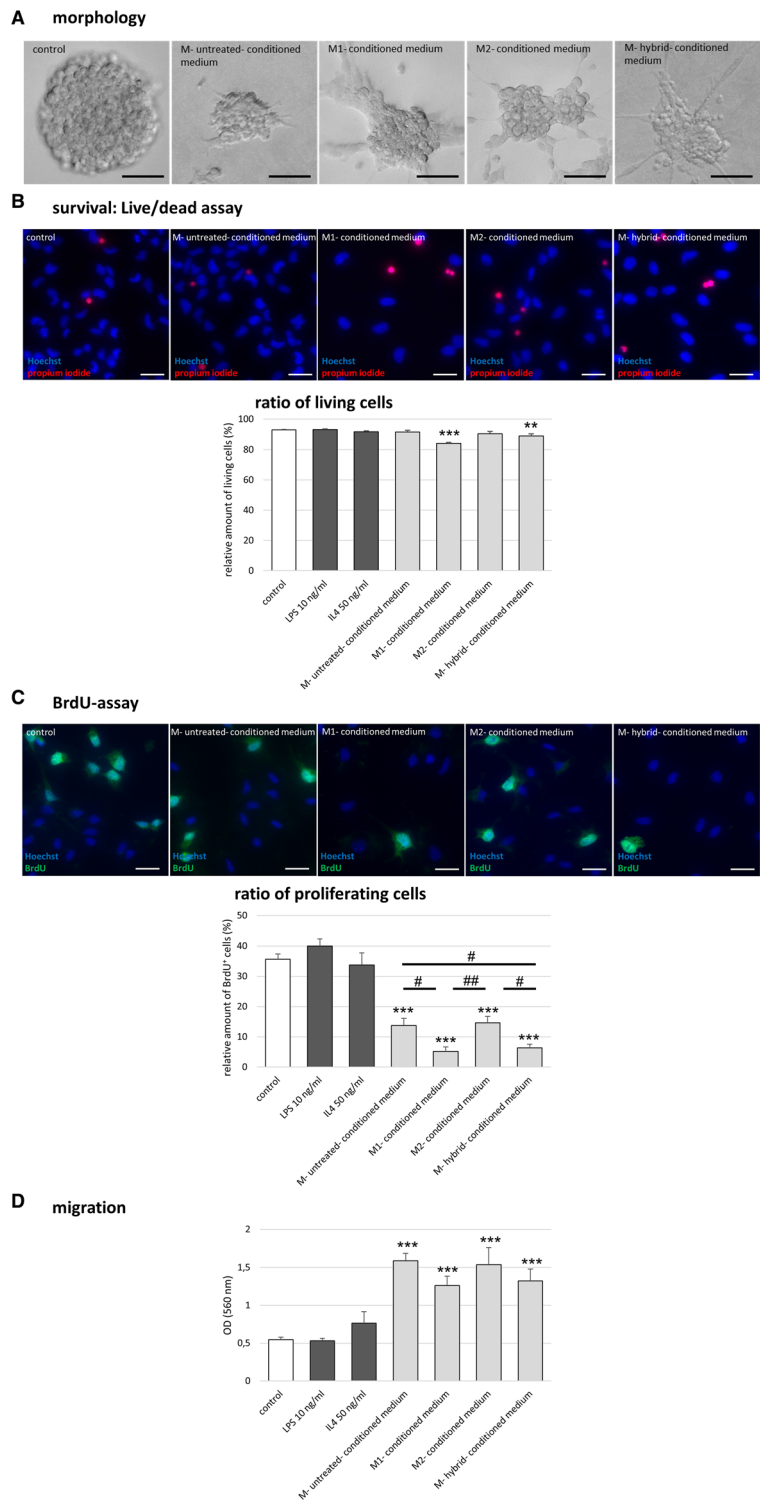 A morphology
control
M- untreated- conditioned
medium
M1- conditioned medium
M2- conditioned medium
M- hybrid- conditioned
medium
B survival: Live/dead assay
control
M- untreated- conditioned medium
M1- conditioned medium
M2- conditioned medium
M- hybrid- conditioned medium
Hoechst
propium iodide
Hoechst
propium iodide
Hoechst
propium iodide
Hoechst
propium iodide
Hoechst
propium iodide
ratio of living cells
relative amount of living cells (%)
100
80
60
40
20
0
***
**
control
LPS 10 ng/ml
IL4 50 ng/ml
M- untreated- conditioned medium
M1- conditioned medium
M2- conditioned medium
M- hybrid- conditioned medium
C BrdU-assay
control
M- untreated- conditioned medium
M1- conditioned medium
M2- conditioned medium
M- hybrid- conditioned medium
Hoechst
BrdU
Hoechst
BrdU
Hoechst
BrdU
Hoechst
BrdU
Hoechst
BrdU
ratio of proliferating cells
relative amount of BrdU⁺ cells (%)
50
40
30
20
10
0
#
# ## #
*** *** *** ***
control
LPS 10 ng/ml
IL4 50 ng/ml
M- untreated- conditioned medium
M1- conditioned medium
M2- conditioned medium
M- hybrid- conditioned medium
D migration
OD (560 nm)
2
1,5
1
0,5
0
*** *** *** ***
control
LPS 10 ng/ml
IL4 50 ng/ml
M- untreated- conditioned medium
M1- conditioned medium
M2- conditioned medium
M- hybrid- conditioned medium